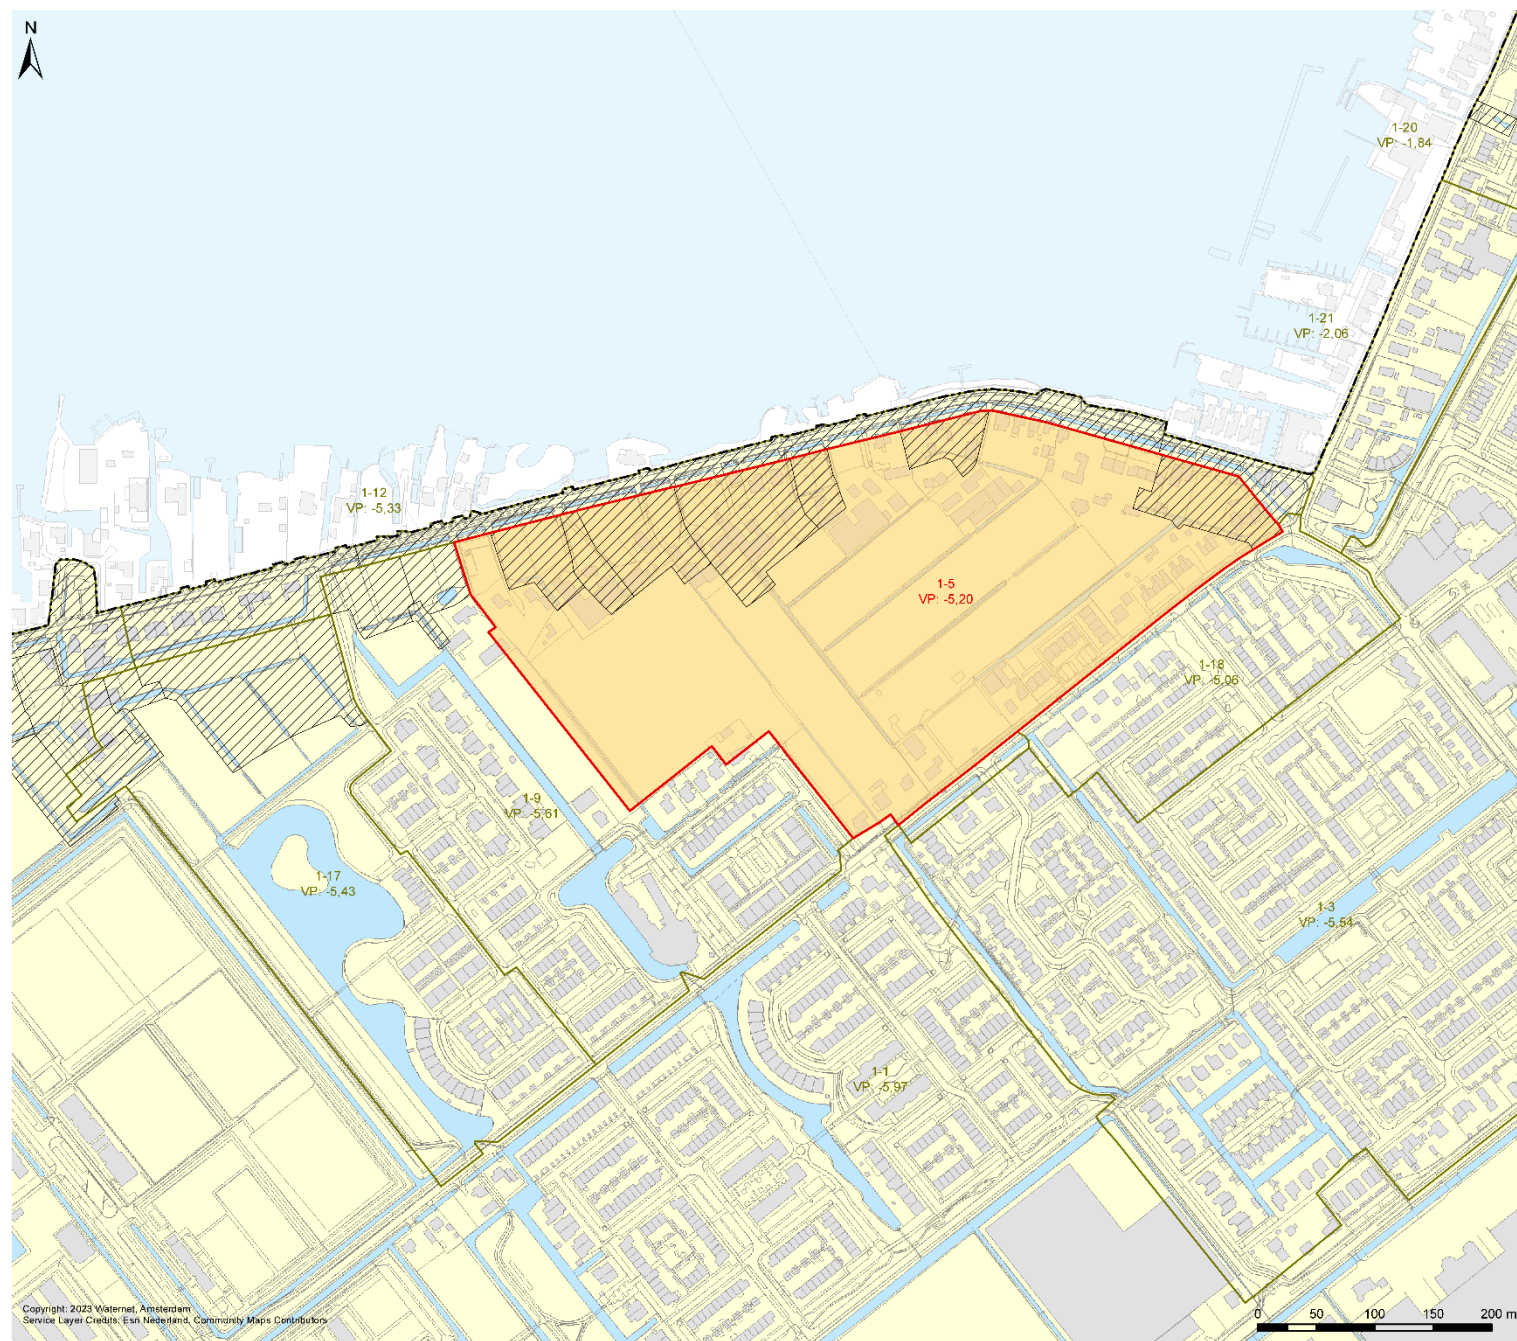 N
1-20
VP: -1,84
1-21
VP: -2,06
1-12
VP: -5,33
1-5
VP: -5,20
1-18
VP: -5,06
1-9
VP: -5,61
1-17
VP: -5,43
1-3
VP: -5,54
1-1
VP: -5,97
Copyright: 2023 Waternet, Amsterdam
Service Layer Credits: Esri Nederland, Community Maps Contributors
0 50 100 150 200 m